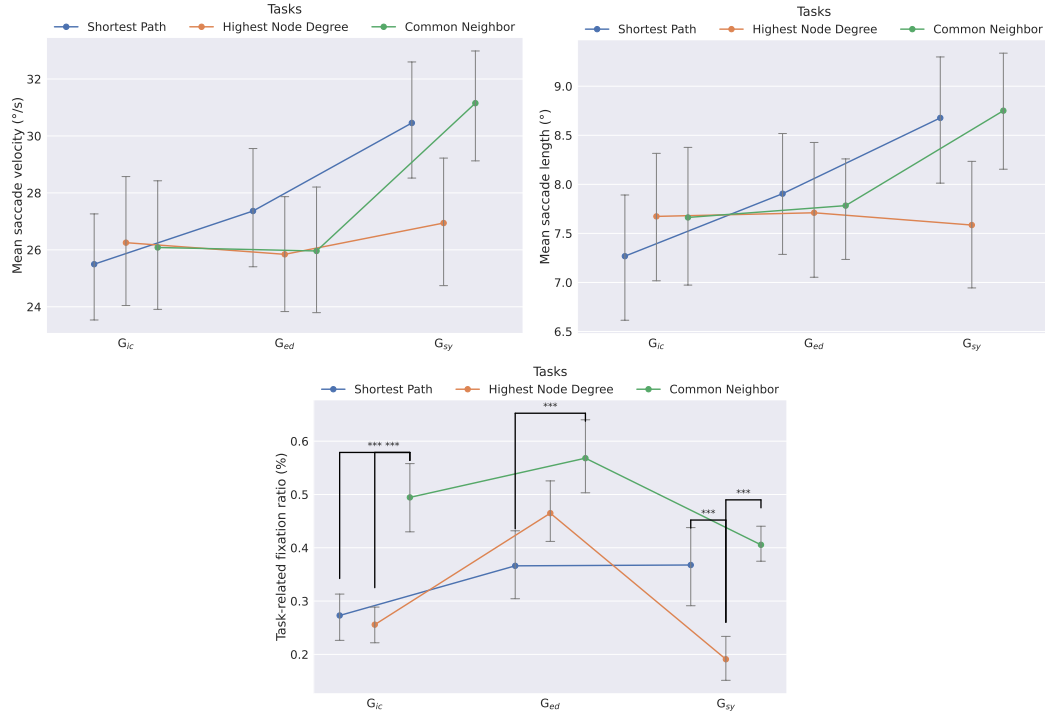 Tasks
Shortest Path Highest Node Degree Common Neighbor
Mean saccade velocity (°/s)
32
30
28
26
24
G_ic G_ed G_sy
Tasks
Shortest Path Highest Node Degree Common Neighbor
Mean saccade length (°)
9.0
8.5
8.0
7.5
7.0
6.5
G_ic G_ed G_sy
Tasks
Shortest Path Highest Node Degree Common Neighbor
Task-related fixation ratio (%)
0.6
0.5
0.4
0.3
0.2
*** ***
***
***
***
G_ic G_ed G_sy